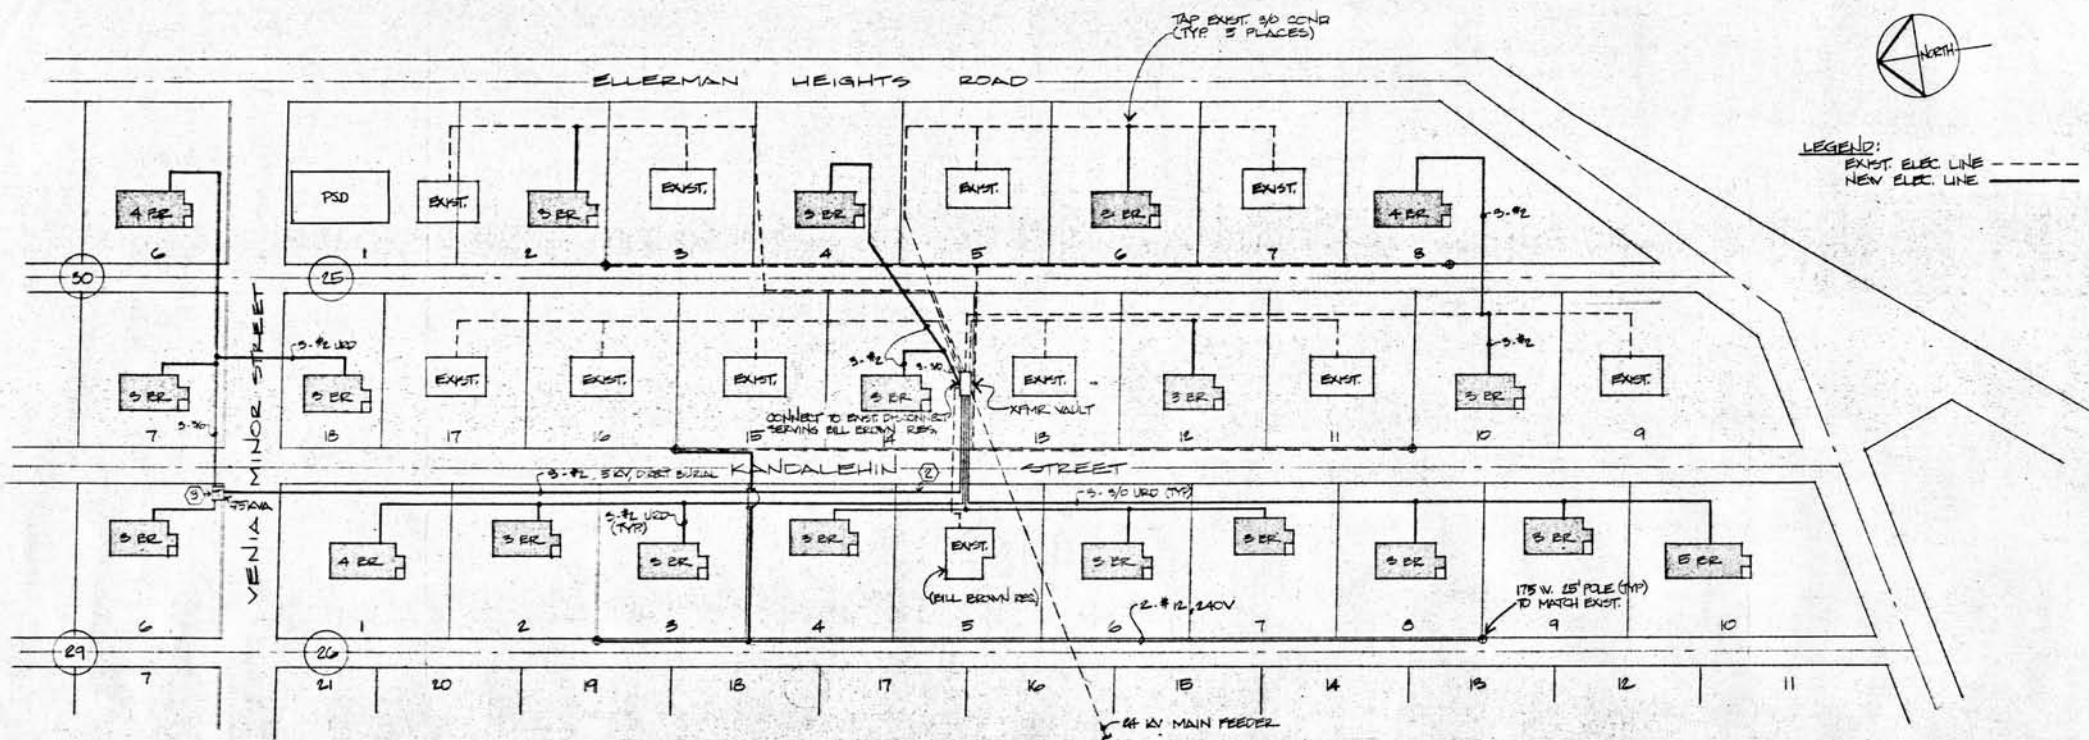 TAP EXIST. 3/0 CONR
(TYP. 5 PLACES)
NORTH
ELLERMAN HEIGHTS ROAD
LEGEND:
EXIST. ELEC. LINE
NEW ELEC. LINE
4 BR
PSD
EXIST.
3 BR
EXIST.
3 BR
EXIST.
3 BR
EXIST.
4 BR
3-#2
6
1
2
3
4
5
6
7
8
30
25
VENIA MINOR STREET
3-#2 URD
3-#2
3-#2
3 BR
3 BR
EXIST.
EXIST.
EXIST.
3 BR
EXIST.
3 BR
EXIST.
3 BR
EXIST.
XFMR VAULT
CONNECT TO EXIST. DISCONNECT
SERVING BILL BROWN RES.
7
18
17
16
15
14
13
12
11
10
9
KANDALEHIN STREET
3-#2, 5 KV, DIRECT BURIAL
2
3
75 KVA
3-#2 URD
(TYP)
3-3/0 URD (TYP)
3 BR
4 BR
3 BR
3 BR
3 BR
EXIST.
3 BR
3 BR
3 BR
3 BR
5 BR
(BILL BROWN RES)
2-#12, 240V
175 W. 25' POLE (TYP)
TO MATCH EXIST.
6
1
2
3
4
5
6
7
8
9
10
29
26
7
21
20
19
18
17
16
15
14
13
12
11
KV MAIN FEEDER